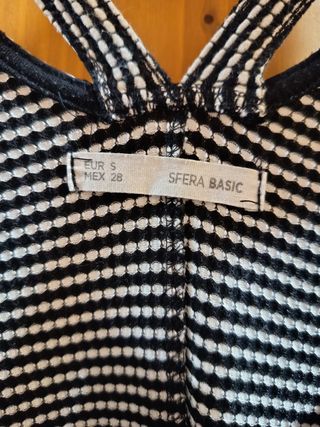 EUR S
MEX 28
SFERA BASIC